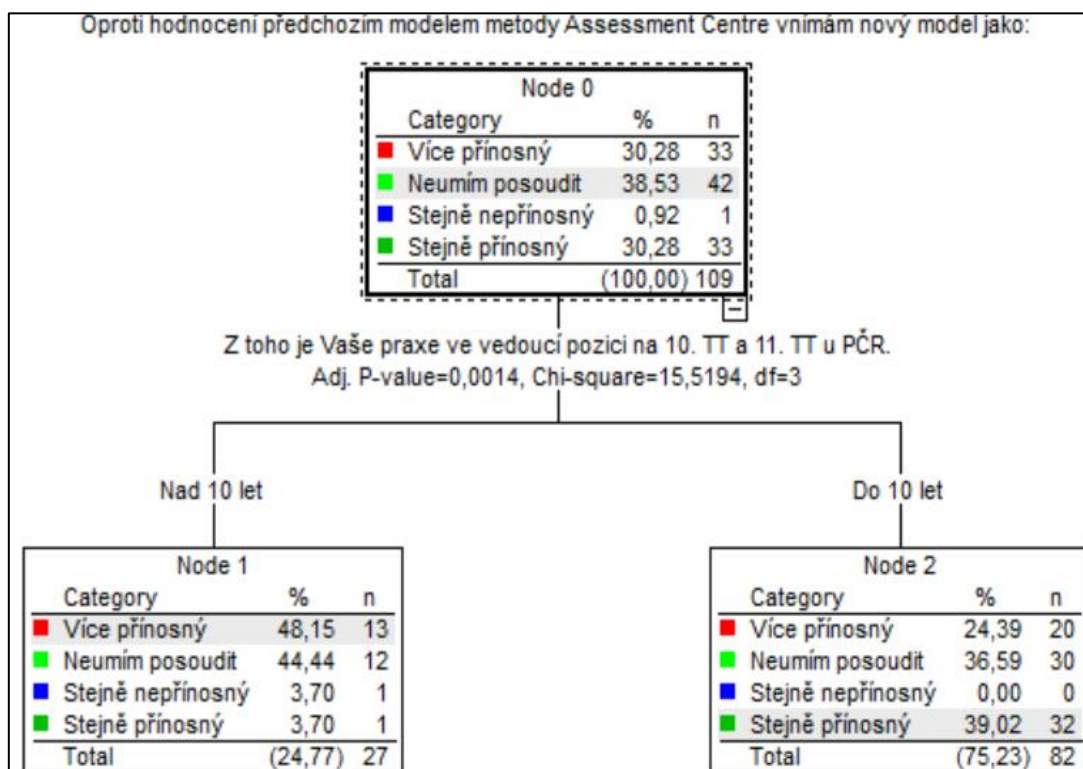 Oproti hodnocení předchozím modelem metody Assessment Centre vnímám nový model jako:
Node 0
Category % n
Více přínosný 30,28 33
Neumím posoudit 38,53 42
Stejně nepřínosný 0,92 1
Stejně přínosný 30,28 33
Total (100,00) 109
Z toho je Vaše praxe ve vedoucí pozici na 10. TT a 11. TT u PČR.
Adj. P-value=0,0014, Chi-square=15,5194, df=3
Nad 10 let
Do 10 let
Node 1
Category % n
Více přínosný 48,15 13
Neumím posoudit 44,44 12
Stejně nepřínosný 3,70 1
Stejně přínosný 3,70 1
Total (24,77) 27
Node 2
Category % n
Více přínosný 24,39 20
Neumím posoudit 36,59 30
Stejně nepřínosný 0,00 0
Stejně přínosný 39,02 32
Total (75,23) 82